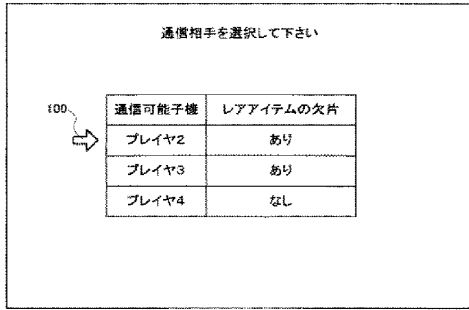 通信相手を選択して下さい
100
通信可能子機 レアアイテムの欠片
プレイヤ2 あり
プレイヤ3 あり
プレイヤ4 なし